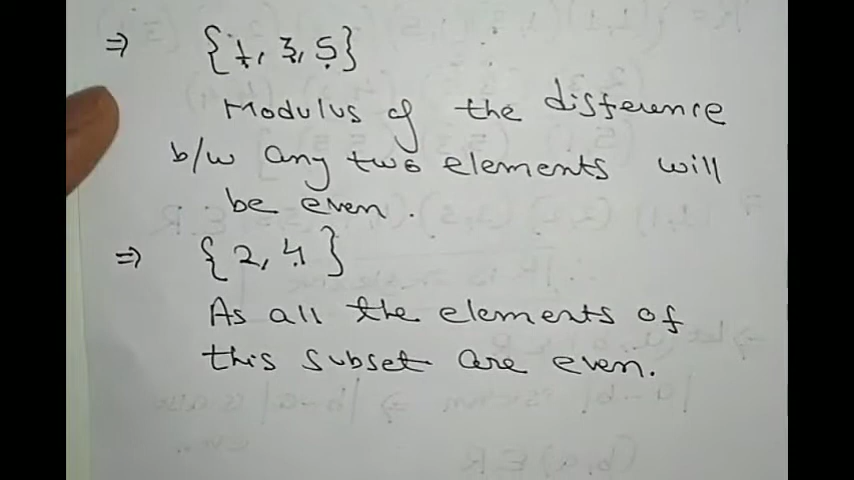 ⇒ {1, 3, 5}
Modulus of the difference
b/w any two elements will
be even.
⇒ {2, 4}
As all the elements of
this subset are even.